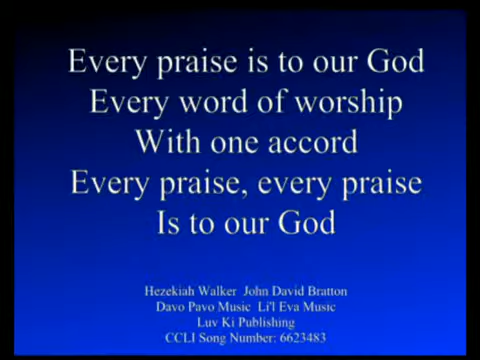 Every praise is to our God
Every word of worship
With one accord
Every praise, every praise
Is to our God
Hezekiah Walker  John David Bratton
Davo Pavo Music  Li'l Eva Music
Luv Ki Publishing
CCLI Song Number: 6623483